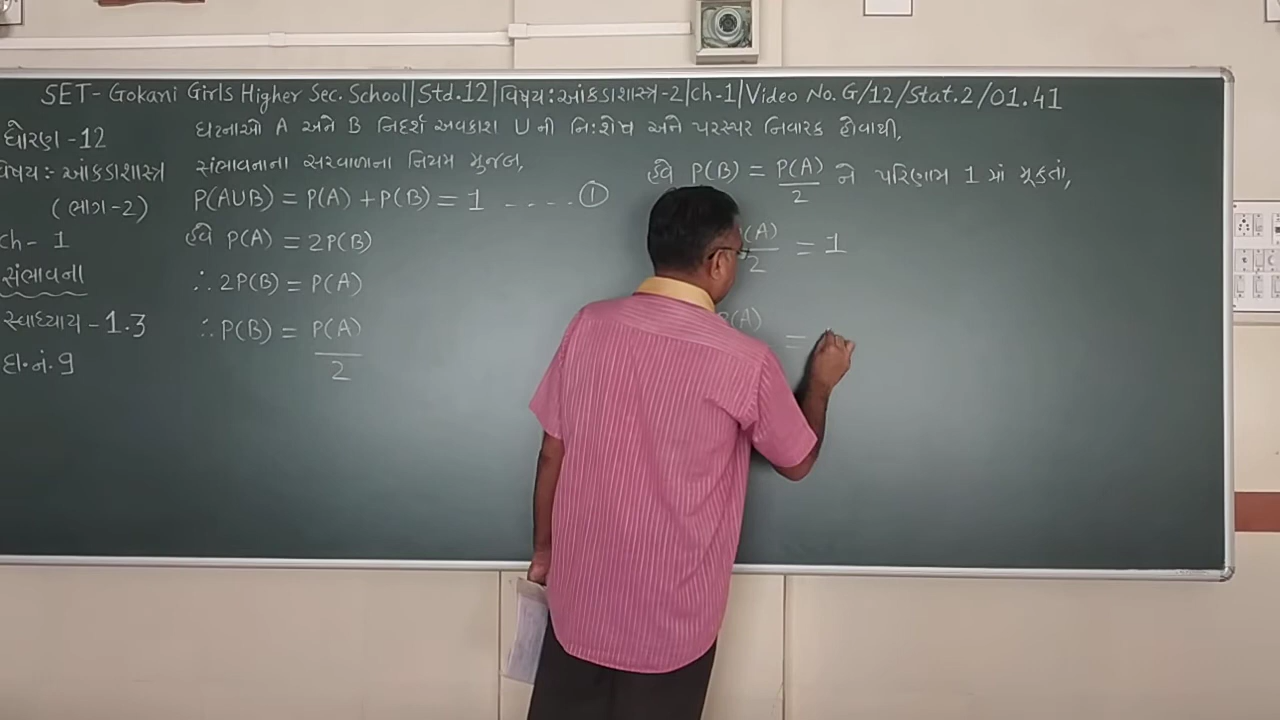 SET- Gokani Girls Higher Sec. School|Std.12|વિષય:આંકડાશાસ્ત્ર-2|Ch-1|Video No. G/12/Stat.2/01.41
ધોરણ -12
વિષય:- આંકડાશાસ્ત્ર
(ભાગ-2)
Ch- 1
સંભાવના
સ્વાધ્યાય - 1.3
દા.નં. 9
ઘટનાઓ A અને B નિદર્શ અવકાશ U ની નિ:શેષ અને પરસ્પર નિવારક હોવાથી,
સંભાવનાના સરવાળાના નિયમ મુજબ,
P(AUB) = P(A) + P(B) = 1 ----- ①
હવે P(A) = 2P(B)
∴ 2P(B) = P(A)
∴ P(B) = P(A)/2
હવે P(B) = P(A)/2 ને પરિણામ 1 માં મૂકતાં,
(A)/2 = 1
P(A) =